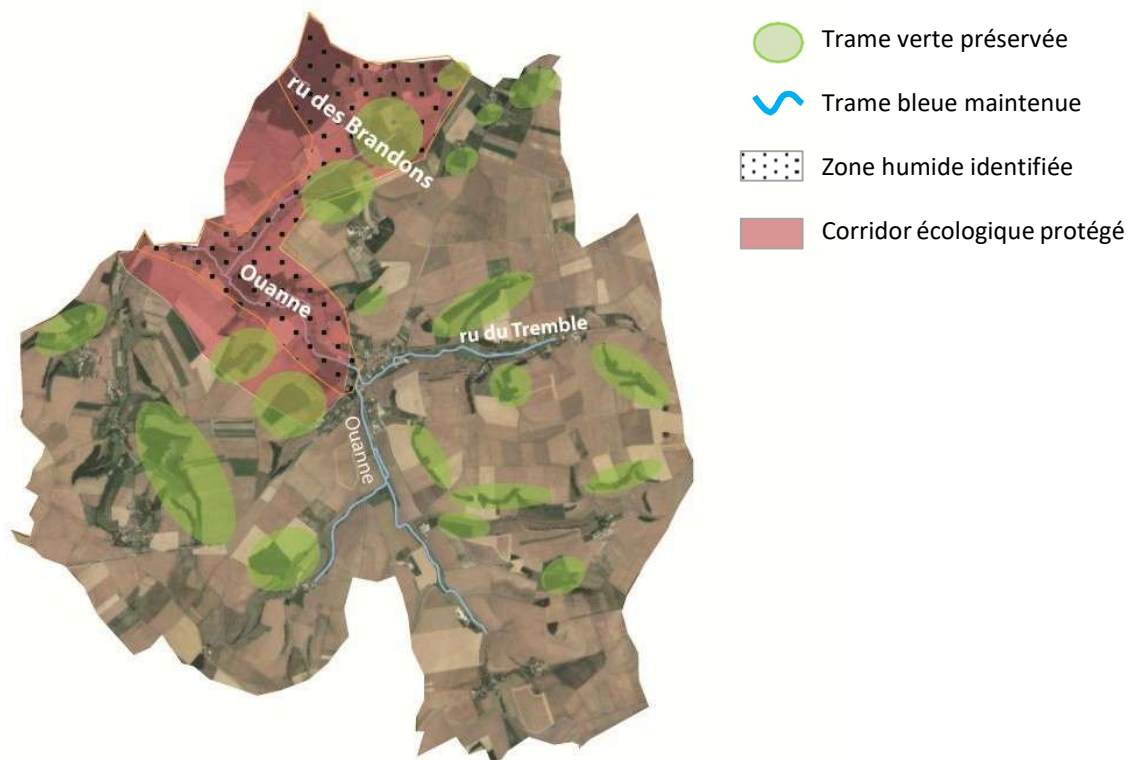 Trame verte préservée
Trame bleue maintenue
Zone humide identifiée
Corridor écologique protégé
ru des Brandons
Ouanne
ru du Tremble
Ouanne